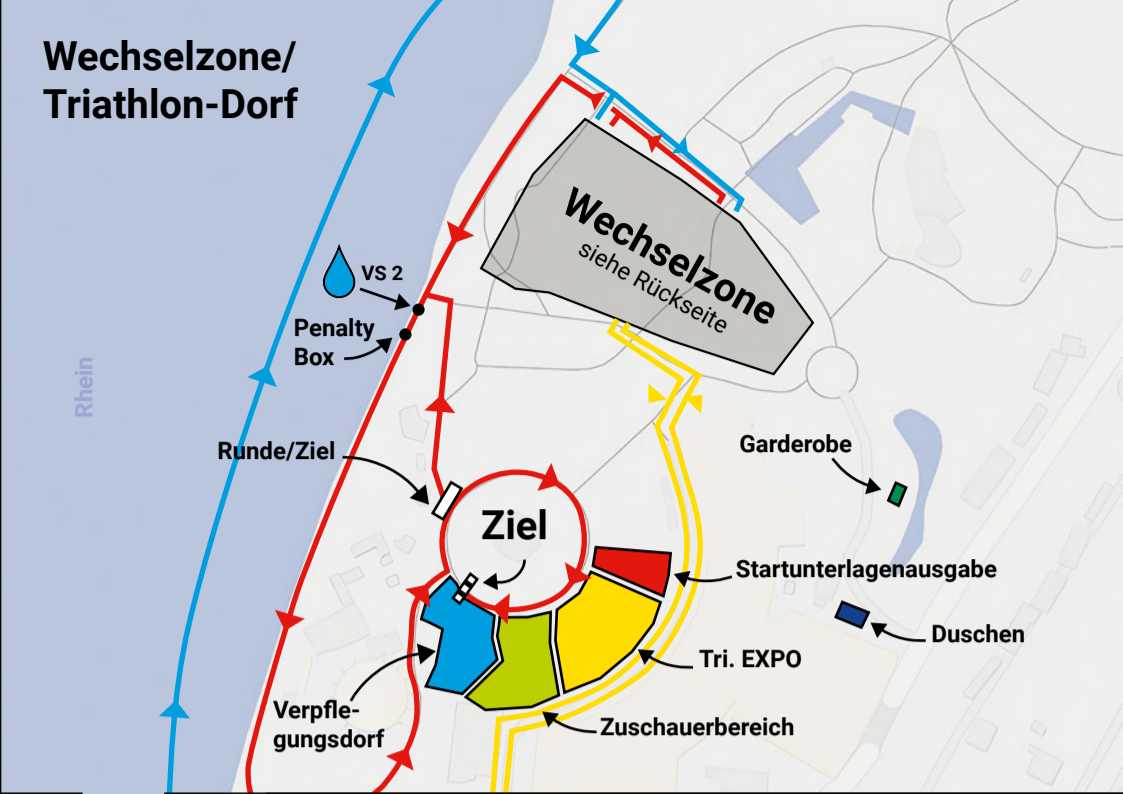 Wechselzone/
Triathlon-Dorf
Wechselzone
siehe Rückseite
VS 2
Penalty
Box
Rhein
Runde/Ziel
Garderobe
Ziel
Startunterlagenausgabe
Duschen
Tri. EXPO
Verpfle-
gungsdorf
Zuschauerbereich